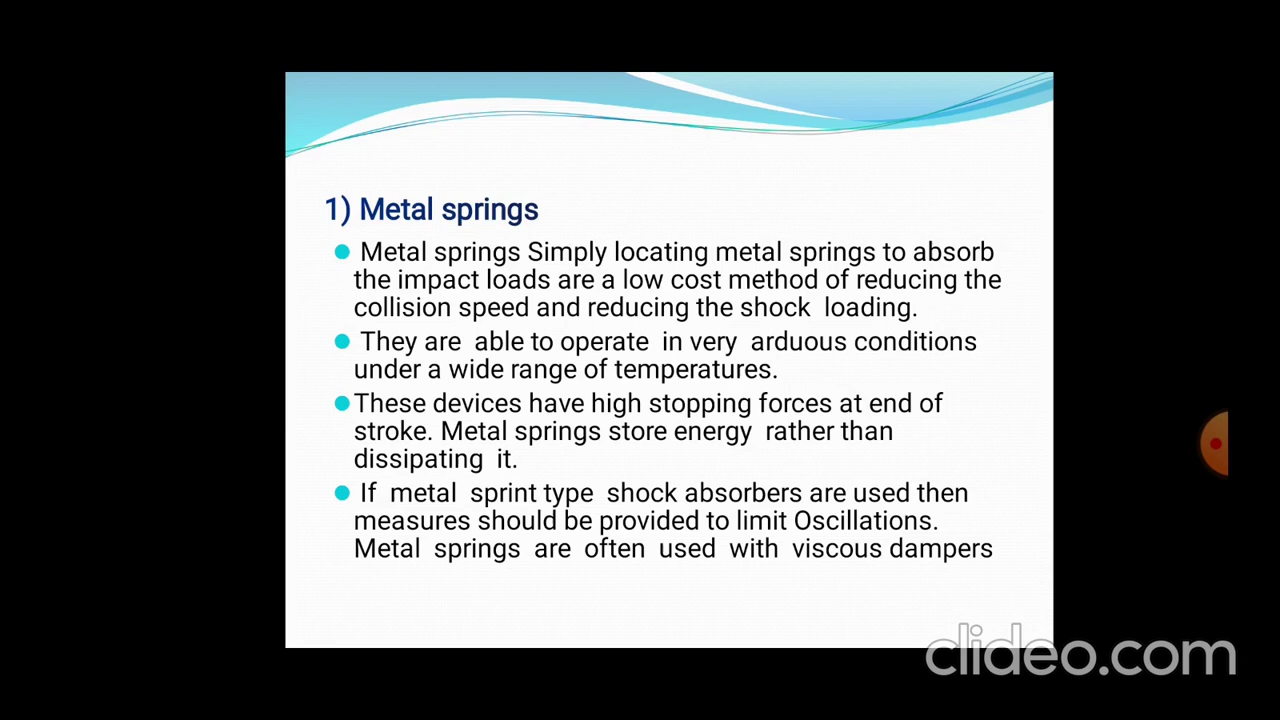 1) Metal springs
Metal springs Simply locating metal springs to absorb
the impact loads are a low cost method of reducing the
collision speed and reducing the shock loading.
They are able to operate in very arduous conditions
under a wide range of temperatures.
These devices have high stopping forces at end of
stroke. Metal springs store energy rather than
dissipating it.
If metal sprint type shock absorbers are used then
measures should be provided to limit Oscillations.
Metal springs are often used with viscous dampers
clideo.com